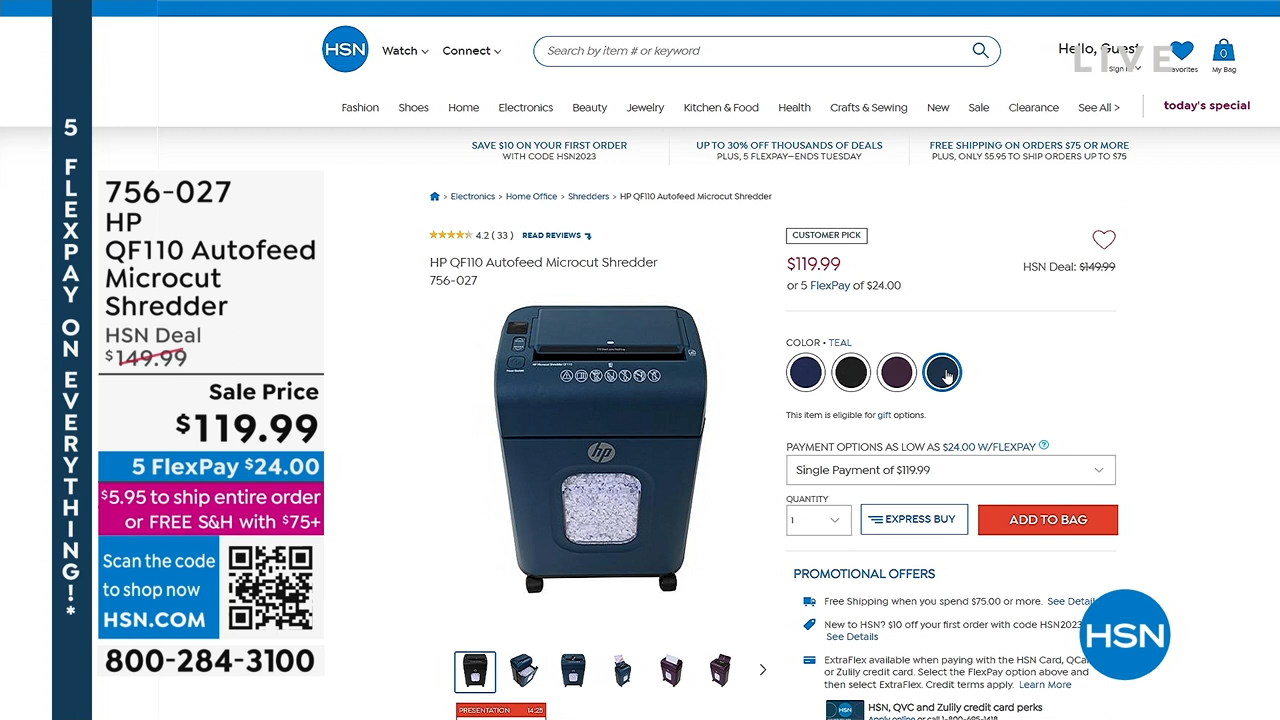 5 FLEXPAY ON EVERYTHING!*
756-027
HP
QF110 Autofeed
Microcut
Shredder
HSN Deal
$149.99
Sale Price
$119.99
5 FlexPay $24.00
$5.95 to ship entire order
or FREE S&H with $75+
Scan the code
to shop now
HSN.COM
800-284-3100
HSN
Watch
Connect
Search by item # or keyword
Hello, Guest
LIVE
Favorites
0
My Bag
Fashion
Shoes
Home
Electronics
Beauty
Jewelry
Kitchen & Food
Health
Crafts & Sewing
New
Sale
Clearance
See All >
today's special
SAVE $10 ON YOUR FIRST ORDER
WITH CODE HSN2023
UP TO 30% OFF THOUSANDS OF DEALS
PLUS, 5 FLEXPAY—ENDS TUESDAY
FREE SHIPPING ON ORDERS $75 OR MORE
PLUS, ONLY $5.95 TO SHIP ORDERS UP TO $75
> Electronics > Home Office > Shredders > HP QF110 Autofeed Microcut Shredder
4.2 ( 33 ) READ REVIEWS
HP QF110 Autofeed Microcut Shredder
756-027
hp
CUSTOMER PICK
$119.99
HSN Deal: $149.99
or 5 FlexPay of $24.00
COLOR • TEAL
This item is eligible for gift options.
PAYMENT OPTIONS AS LOW AS $24.00 W/FLEXPAY
Single Payment of $119.99
QUANTITY
1
EXPRESS BUY
ADD TO BAG
PROMOTIONAL OFFERS
Free Shipping when you spend $75.00 or more. See Detai
New to HSN? $10 off your first order with code HSN2023
See Details
ExtraFlex available when paying with the HSN Card, QCa
or Zulily credit card. Select the FlexPay option above and
then select ExtraFlex. Credit terms apply. Learn More
HSN, QVC and Zulily credit card perks
Apply online or call 1-800-695-1418
HSN
PRESENTATION 14:25
HSN